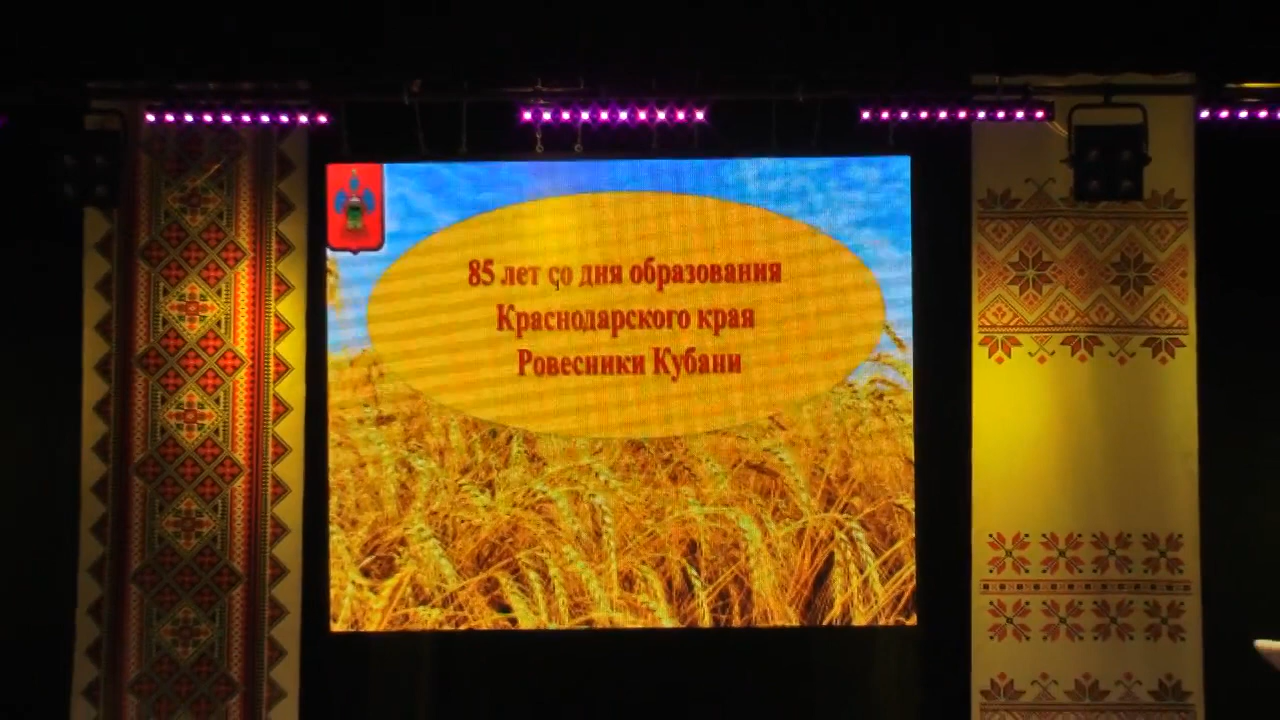 85 лет со дня образования
Краснодарского края
Ровесники Кубани